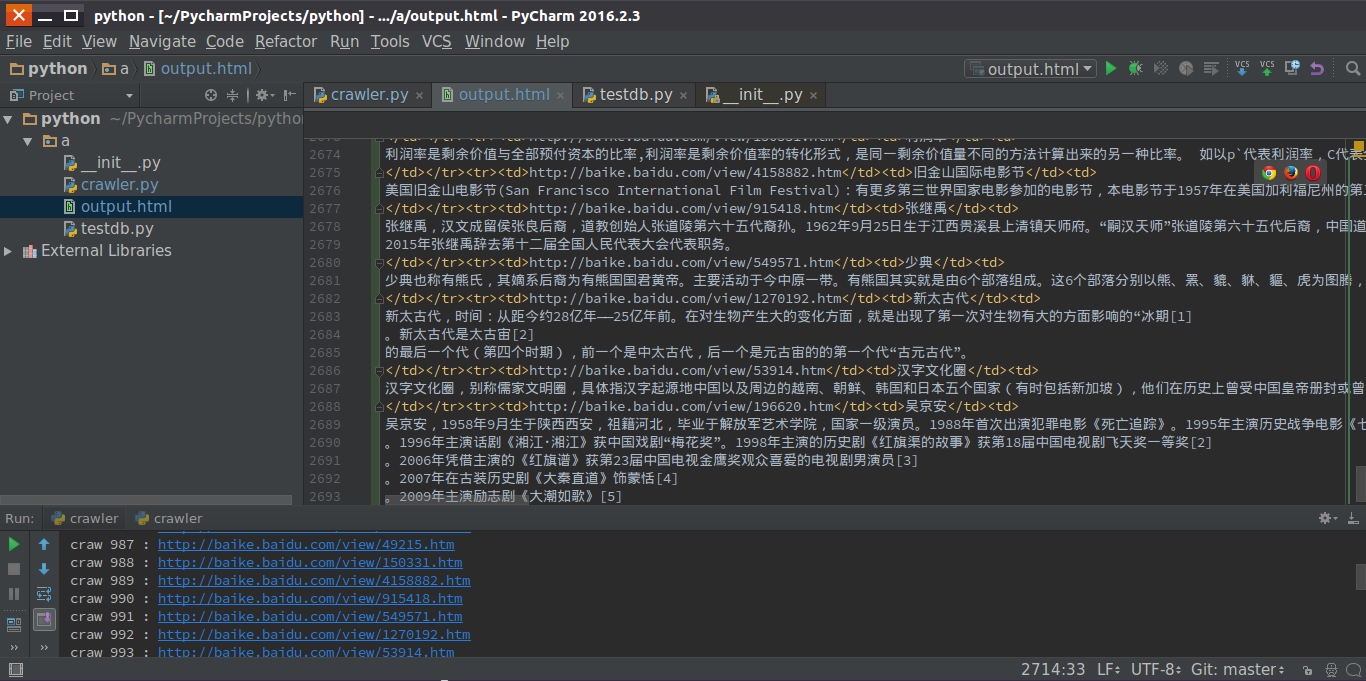 python - [~/PycharmProjects/python] - .../a/output.html - PyCharm 2016.2.3
File Edit View Navigate Code Refactor Run Tools VCS Window Help
python a output.html
output.html
VCS VCS
Project
crawler.py output.html testdb.py __init__.py
python ~/PycharmProjects/pytho
a
__init__.py
crawler.py
output.html
testdb.py
External Libraries
2674 利润率是剩余价值与全部预付资本的比率,利润率是剩余价值率的转化形式，是同一剩余价值量不同的方法计算出来的另一种比率。 如以p`代表利润率，C代表
2675 </td></tr><tr><td>http://baike.baidu.com/view/4158882.htm</td><td>旧金山国际电影节</td><td>
2676 美国旧金山电影节(San Francisco International Film Festival)：有更多第三世界国家电影参加的电影节，本电影节于1957年在美国加利福尼州的第
2677 </td></tr><tr><td>http://baike.baidu.com/view/915418.htm</td><td>张继禹</td><td>
2678 张继禹，汉文成留侯张良后裔，道教创始人张道陵第六十五代裔孙。1962年9月25日生于江西贵溪县上清镇天师府。“嗣汉天师”张道陵第六十五代后裔，中国道
2679 2015年张继禹辞去第十二届全国人民代表大会代表职务。
2680 </td></tr><tr><td>http://baike.baidu.com/view/549571.htm</td><td>少典</td><td>
2681 少典也称有熊氏，其嫡系后裔为有熊国国君黄帝。主要活动于今中原一带。有熊国其实就是由6个部落组成。这6个部落分别以熊、罴、貔、貅、貙、虎为图腾，
2682 </td></tr><tr><td>http://baike.baidu.com/view/1270192.htm</td><td>新太古代</td><td>
2683 新太古代，时间：从距今约28亿年——25亿年前。在对生物产生大的变化方面，就是出现了第一次对生物有大的方面影响的“冰期[1]
2684 。新太古代是太古宙[2]
2685 的最后一个代（第四个时期），前一个是中太古代，后一个是元古宙的的第一个代“古元古代”。
2686 </td></tr><tr><td>http://baike.baidu.com/view/53914.htm</td><td>汉字文化圈</td><td>
2687 汉字文化圈，别称儒家文明圈，具体指汉字起源地中国以及周边的越南、朝鲜、韩国和日本五个国家（有时包括新加坡），他们在历史上曾受中国皇帝册封或曾
2688 </td></tr><tr><td>http://baike.baidu.com/view/196620.htm</td><td>吴京安</td><td>
2689 吴京安，1958年9月生于陕西西安，祖籍河北，毕业于解放军艺术学院，国家一级演员。1988年首次出演犯罪电影《死亡追踪》。1995年主演历史战争电影《七
2690 。1996年主演话剧《湘江·湘江》获中国戏剧“梅花奖”。1998年主演的历史剧《红旗渠的故事》获第18届中国电视剧飞天奖一等奖[2]
2691 。2006年凭借主演的《红旗谱》获第23届中国电视金鹰奖观众喜爱的电视剧男演员[3]
2692 。2007年在古装历史剧《大秦直道》饰蒙恬[4]
2693 。2009年主演励志剧《大潮如歌》[5]
Run: crawler crawler
craw 987 : http://baike.baidu.com/view/49215.htm
craw 988 : http://baike.baidu.com/view/150331.htm
craw 989 : http://baike.baidu.com/view/4158882.htm
craw 990 : http://baike.baidu.com/view/915418.htm
craw 991 : http://baike.baidu.com/view/549571.htm
craw 992 : http://baike.baidu.com/view/1270192.htm
craw 993 : http://baike.baidu.com/view/53914.htm
2714:33 LF UTF-8 Git: master